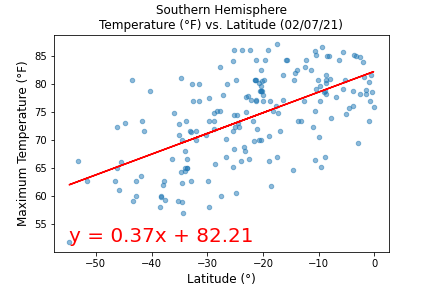 Southern Hemisphere
Temperature (°F) vs. Latitude (02/07/21)
Maximum Temperature (°F)
85
80
75
70
65
60
55
y = 0.37x + 82.21
−50
−40
−30
−20
−10
0
Latitude (°)